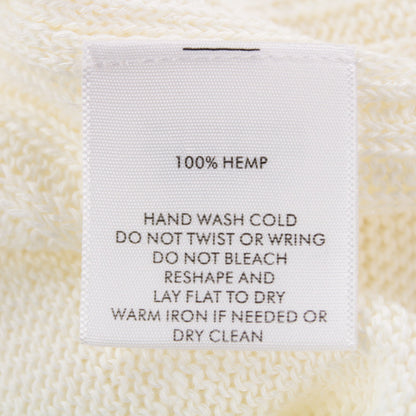 100% HEMP
HAND WASH COLD
DO NOT TWIST OR WRING
DO NOT BLEACH
RESHAPE AND
LAY FLAT TO DRY
WARM IRON IF NEEDED OR
DRY CLEAN